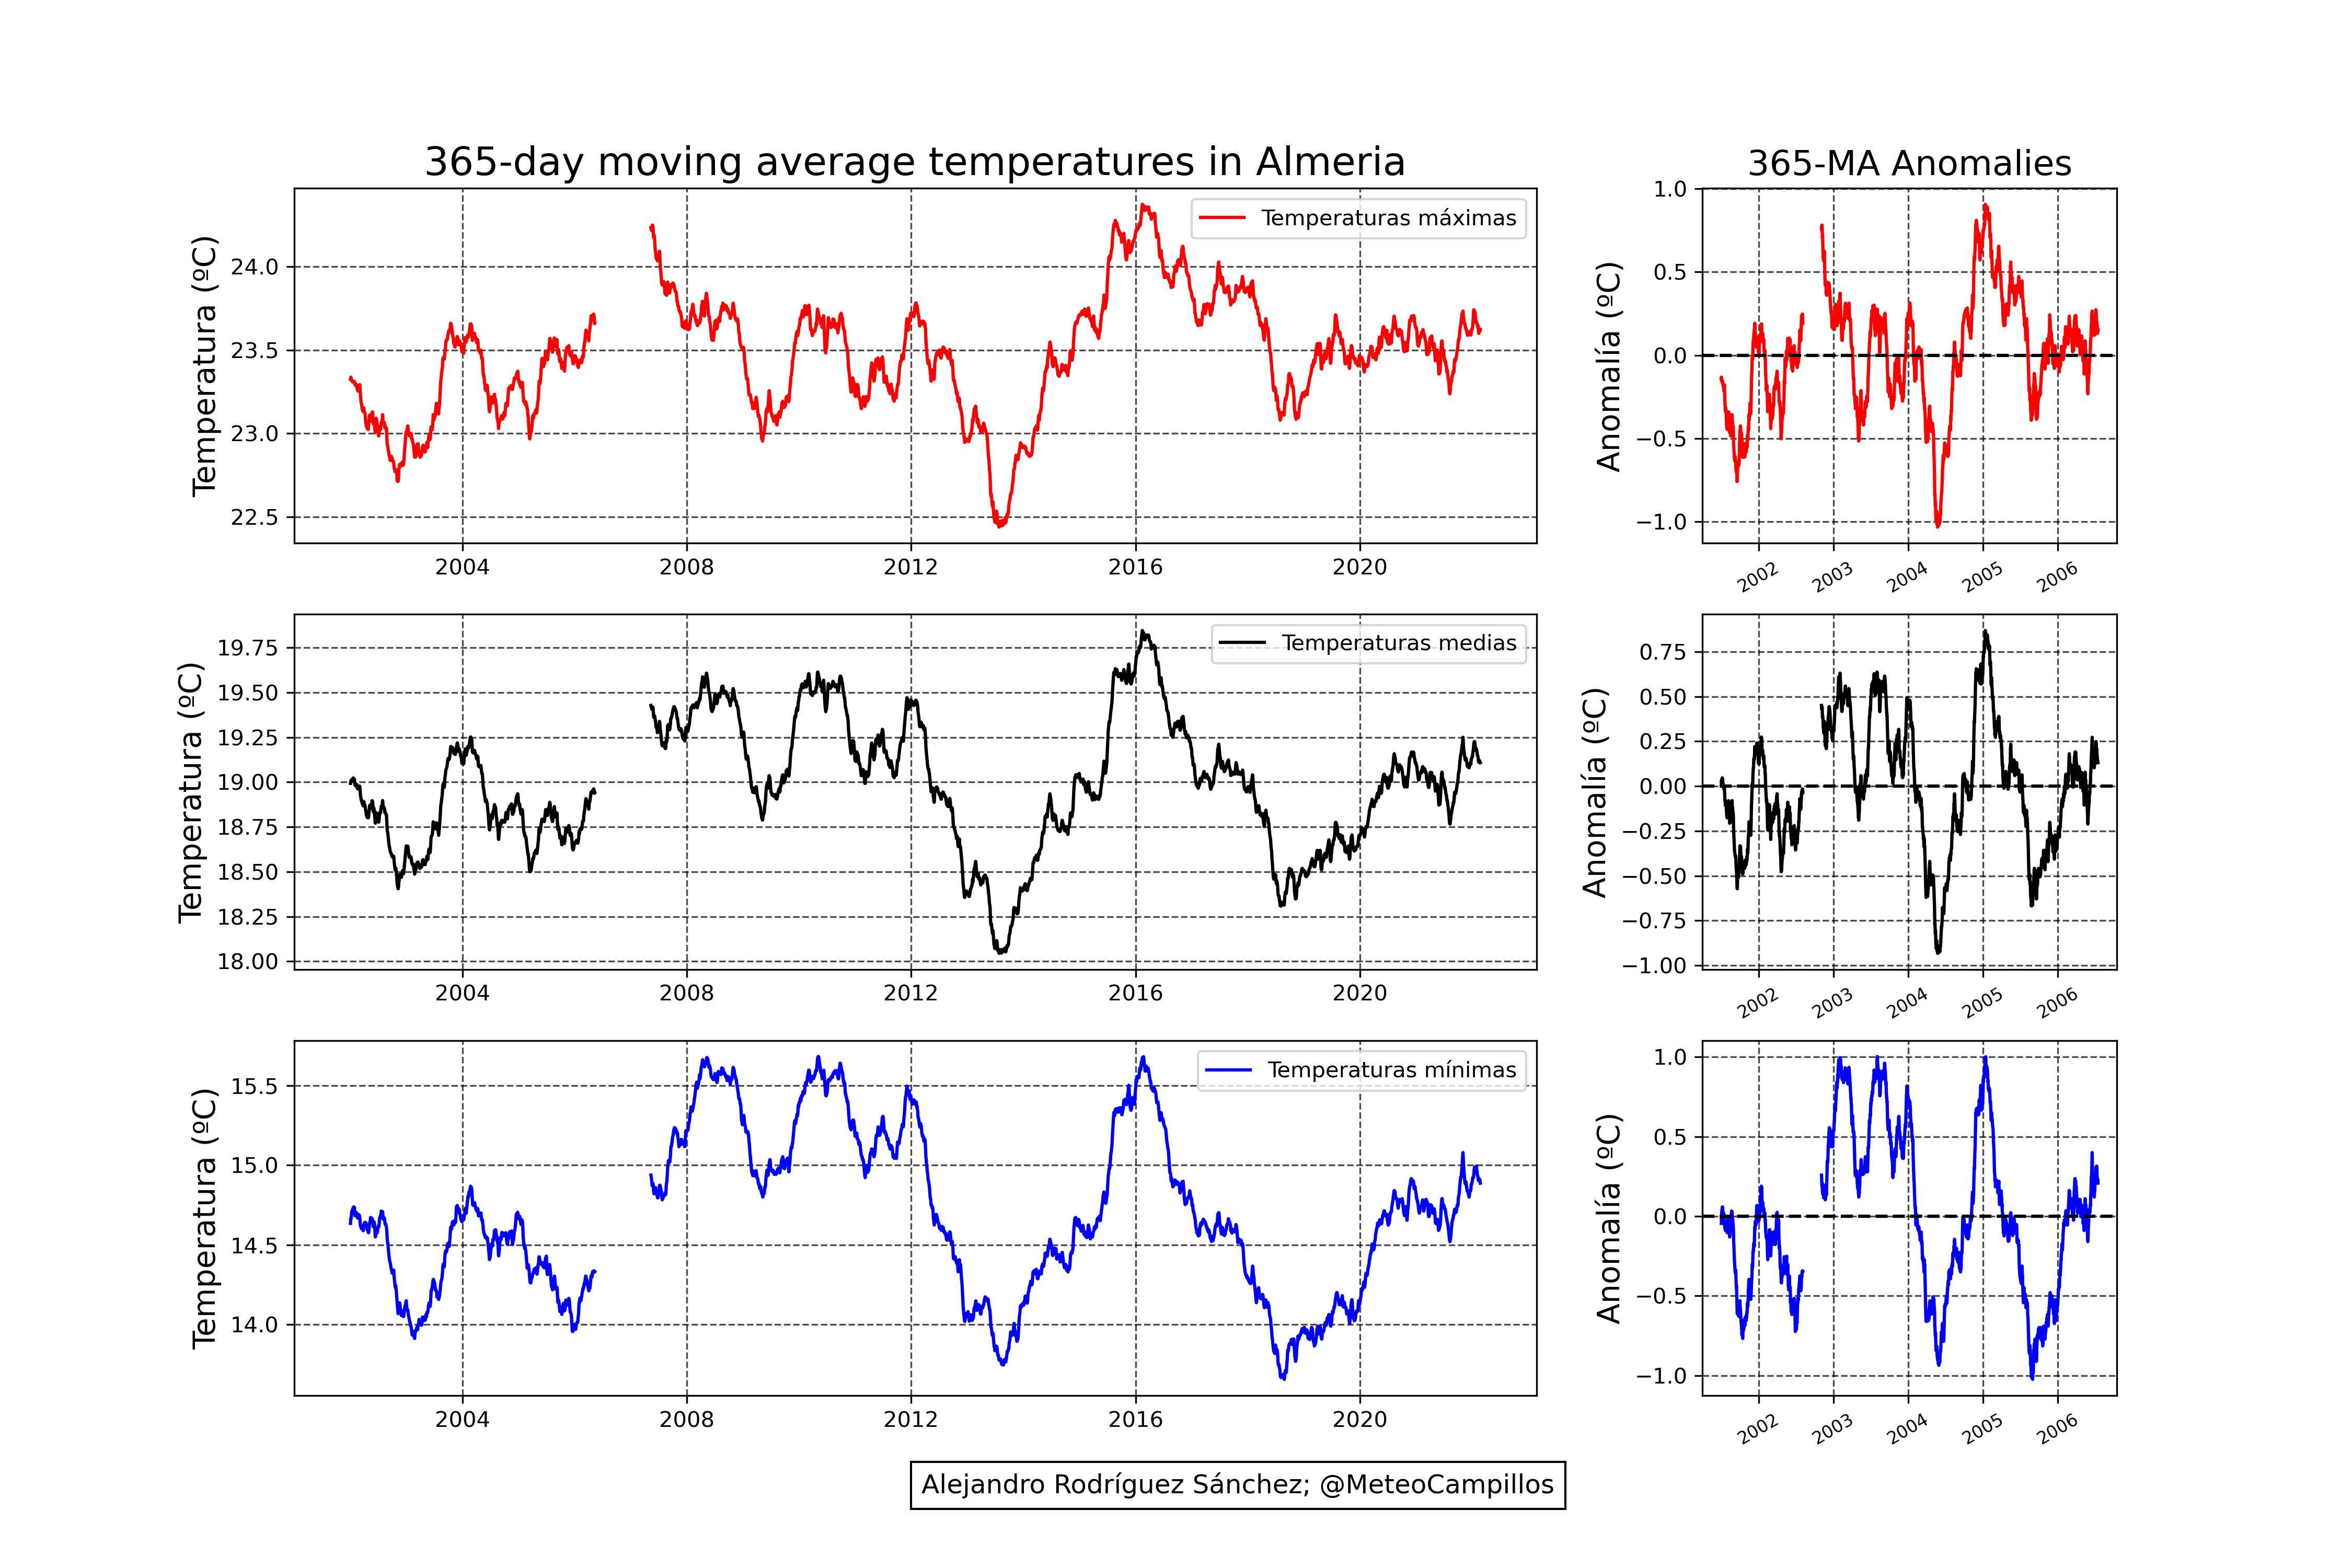 365-day moving average temperatures in Almeria
Temperatura (ºC)
24.0
23.5
23.0
22.5
Temperaturas máximas
2004 2008 2012 2016 2020
365-MA Anomalies
Anomalía (ºC)
1.0
0.5
0.0
−0.5
−1.0
2002 2003 2004 2005 2006
Temperatura (ºC)
19.75
19.50
19.25
19.00
18.75
18.50
18.25
18.00
Temperaturas medias
2004 2008 2012 2016 2020
Anomalía (ºC)
0.75
0.50
0.25
0.00
−0.25
−0.50
−0.75
−1.00
2002 2003 2004 2005 2006
Temperatura (ºC)
15.5
15.0
14.5
14.0
Temperaturas mínimas
2004 2008 2012 2016 2020
Anomalía (ºC)
1.0
0.5
0.0
−0.5
−1.0
2002 2003 2004 2005 2006
Alejandro Rodríguez Sánchez; @MeteoCampillos